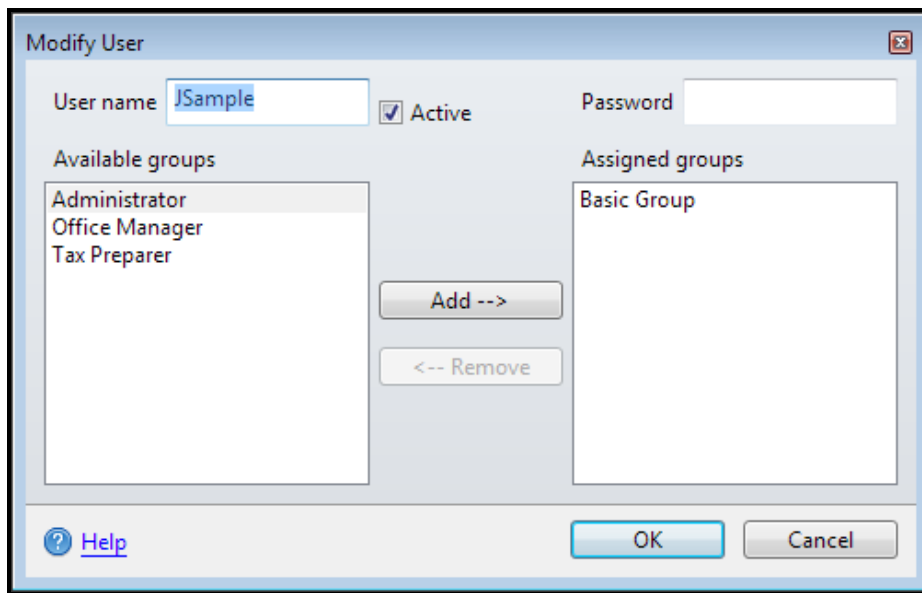 Modify User
User name JSample Active Password
Available groups Assigned groups
Administrator
Office Manager
Tax Preparer
Basic Group
Add -->
<-- Remove
Help OK Cancel